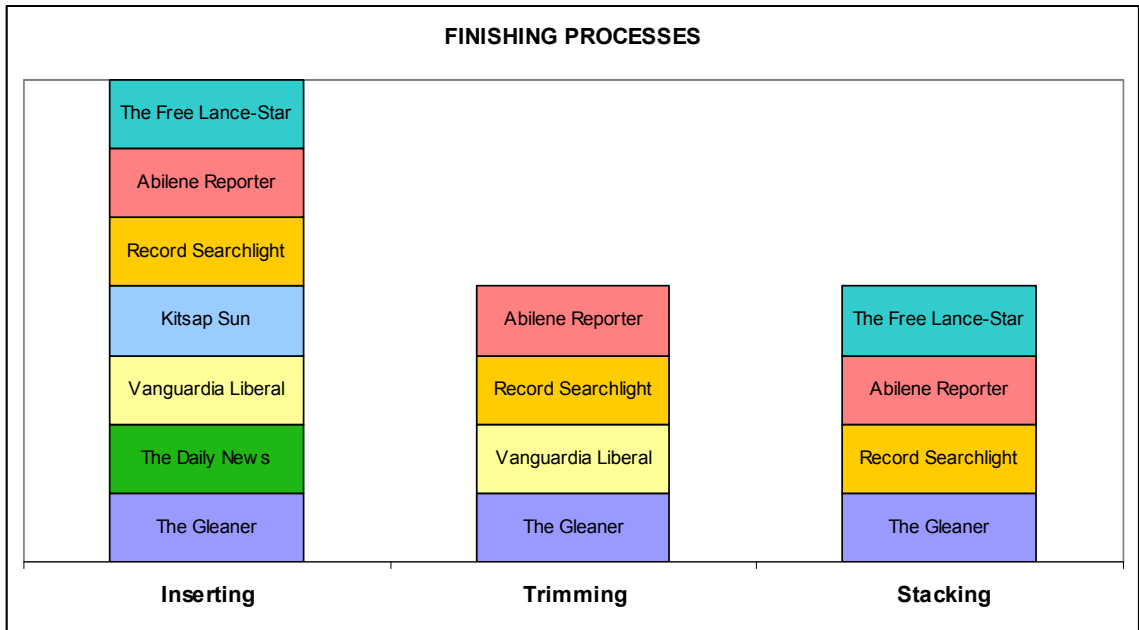 FINISHING PROCESSES
The Free Lance-Star
Abilene Reporter
Record Searchlight
Kitsap Sun
Vanguardia Liberal
The Daily News
The Gleaner
Abilene Reporter
Record Searchlight
Vanguardia Liberal
The Gleaner
The Free Lance-Star
Abilene Reporter
Record Searchlight
The Gleaner
Inserting
Trimming
Stacking